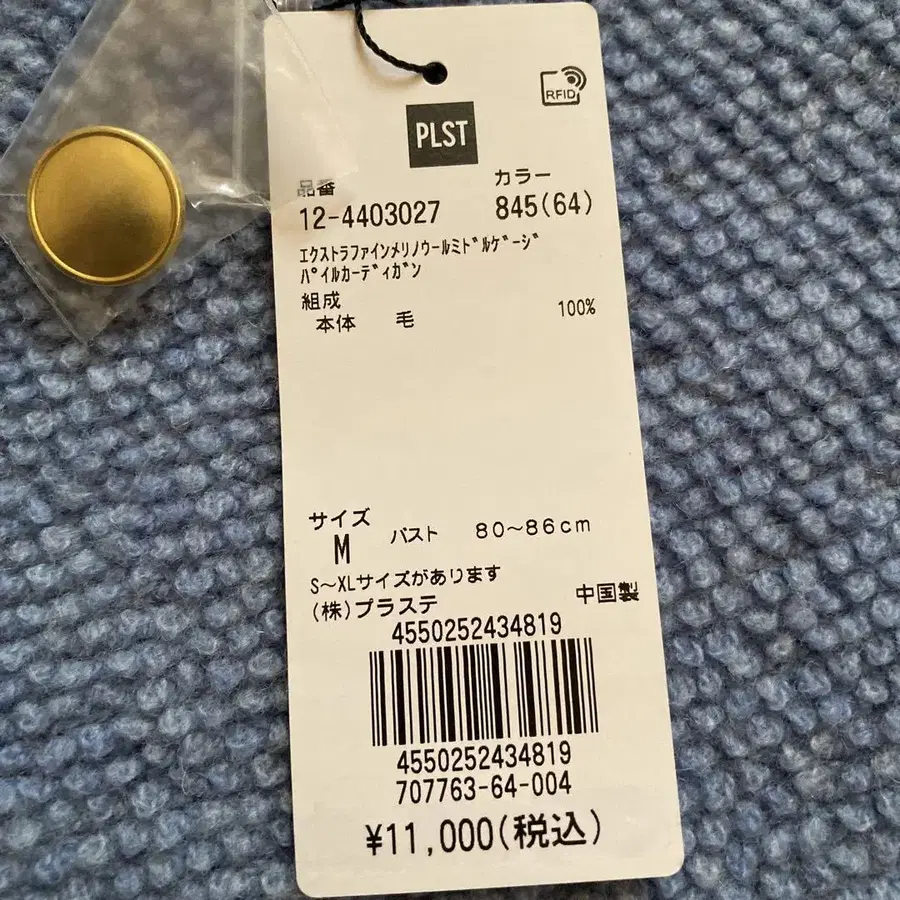 RFID
PLST
品番 カラー
12-4403027 845(64)
ｴｸｽﾄﾗﾌｧｲﾝﾒﾘﾉｳｰﾙﾐﾄﾞﾙｹﾞｰｼﾞ
ﾊﾟｲﾙｶｰﾃﾞｨｶﾞﾝ
組成
本体 毛 100%
サイズ
M バスト 80～86cm
S～XLサイズがあります
(株)プラステ 中国製
4550252434819
4550252434819
707763-64-004
¥11,000(税込)